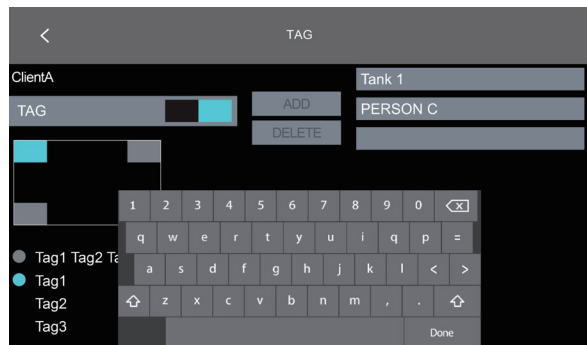 TAG
ClientA
Tank 1
TAG
ADD
PERSON C
DELETE
1 2 3 4 5 6 7 8 9 0
q w e r t y u i q p =
Tag1 Tag2 Ta
a s d f g h j k l < >
Tag1
z x c v b n m , .
Tag2
Tag3
Done